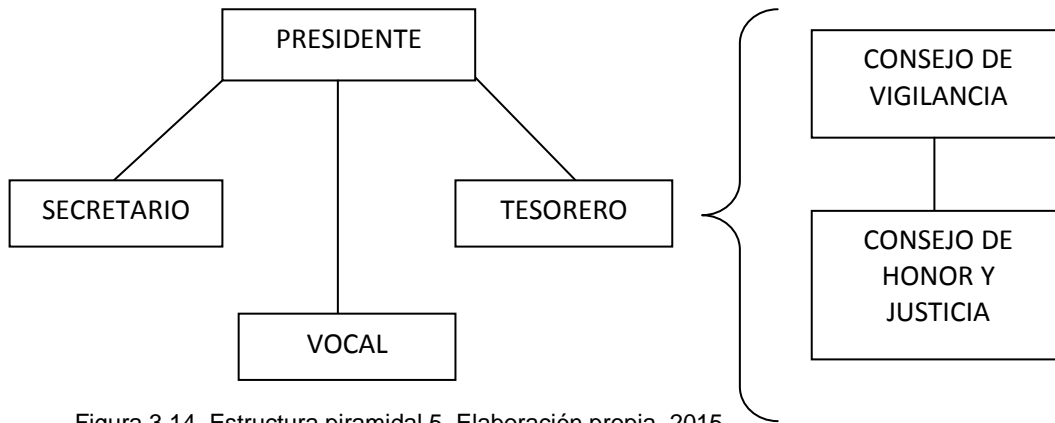 PRESIDENTE
SECRETARIO
TESORERO
VOCAL
CONSEJO DE
VIGILANCIA
CONSEJO DE
HONOR Y
JUSTICIA
Figura 3.14. Estructura piramidal 5. Elaboración propia, 2015